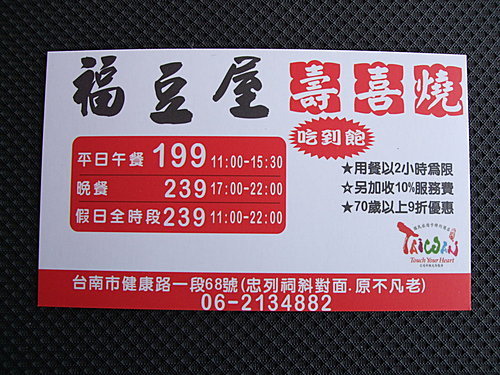 福豆屋 壽喜燒
吃到飽
平日午餐 199 11:00-15:30
晚餐 239 17:00-22:00
假日全時段 239 11:00-22:00
★用餐以2小時為限
★另加收10%服務費
★70歲以上9折優惠
TAIWAN
Touch Your Heart
台南市健康路一段68號(忠列祠斜對面.原不凡老)
06-2134882